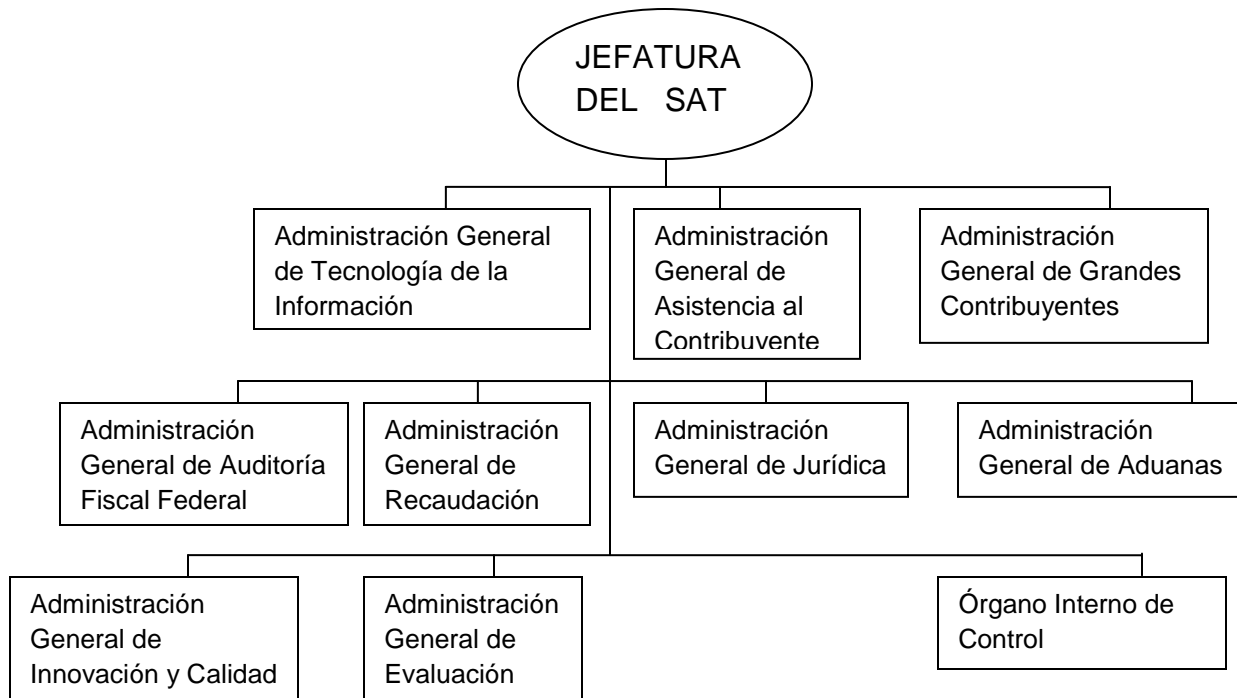 JEFATURA
DEL SAT
Administración General
de Tecnología de la
Información
Administración
General de
Asistencia al
Contribuyente
Administración
General de Grandes
Contribuyentes
Administración
General de Auditoría
Fiscal Federal
Administración
General de
Recaudación
Administración
General de Jurídica
Administración
General de Aduanas
Administración
General de
Innovación y Calidad
Administración
General de
Evaluación
Órgano Interno de
Control